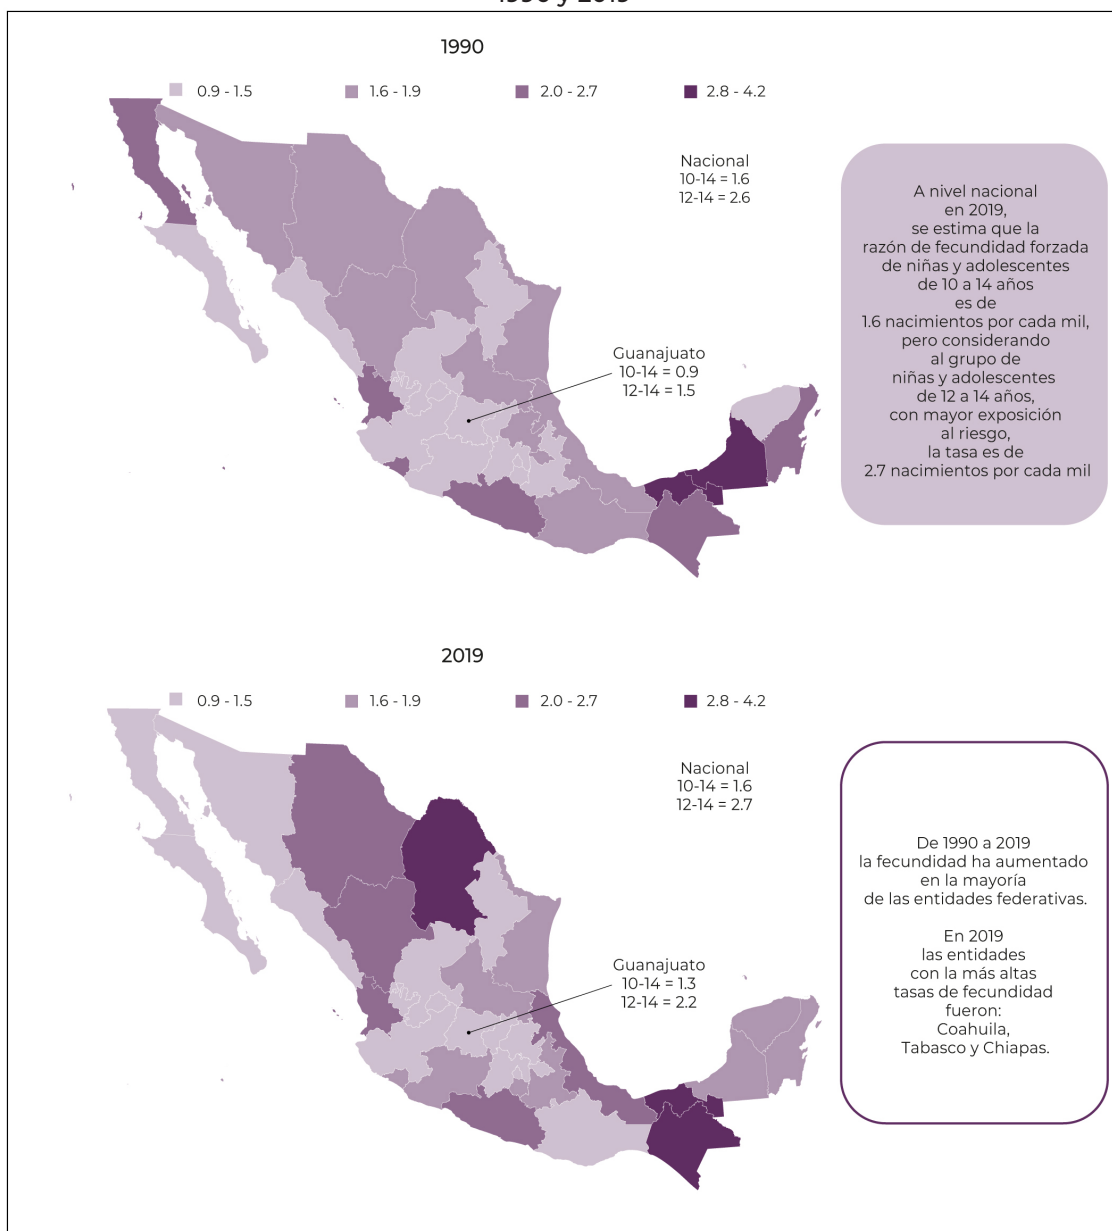 1990 y 2019
1990
0.9 - 1.5
1.6 - 1.9
2.0 - 2.7
2.8 - 4.2
Nacional
10-14 = 1.6
12-14 = 2.6
Guanajuato
10-14 = 0.9
12-14 = 1.5
A nivel nacional
en 2019,
se estima que la
razón de fecundidad forzada
de niñas y adolescentes
de 10 a 14 años
es de
1.6 nacimientos por cada mil,
pero considerando
al grupo de
niñas y adolescentes
de 12 a 14 años,
con mayor exposición
al riesgo,
la tasa es de
2.7 nacimientos por cada mil
2019
0.9 - 1.5
1.6 - 1.9
2.0 - 2.7
2.8 - 4.2
Nacional
10-14 = 1.6
12-14 = 2.7
Guanajuato
10-14 = 1.3
12-14 = 2.2
De 1990 a 2019
la fecundidad ha aumentado
en la mayoría
de las entidades federativas.
En 2019
las entidades
con la más altas
tasas de fecundidad
fueron:
Coahuila,
Tabasco y Chiapas.